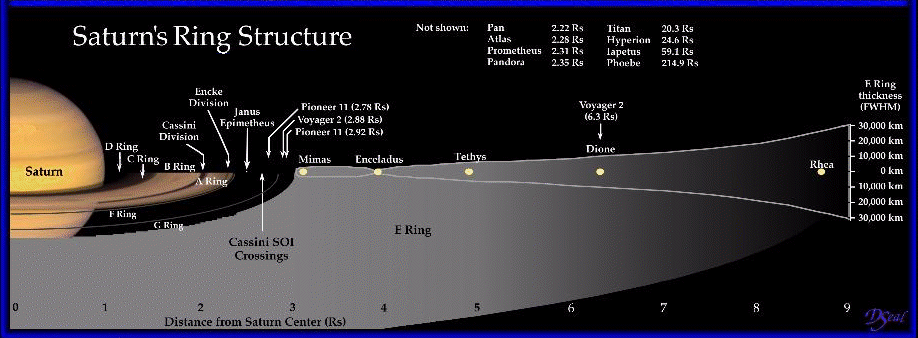 Saturn's Ring Structure
Not shown: Pan 2.22 Rs Titan 20.3 Rs
Atlas 2.28 Rs Hyperion 24.6 Rs
Prometheus 2.31 Rs Iapetus 59.1 Rs
Pandora 2.35 Rs Phoebe 214.9 Rs
E Ring
thickness
(FWHM)
30,000 km
20,000 km
10,000 km
0 km
10,000 km
20,000 km
30,000 km
Encke
Division
Janus
Epimetheus
Cassini
Division
Pioneer 11 (2.78 Rs)
Voyager 2 (2.88 Rs)
Pioneer 11 (2.92 Rs)
Voyager 2
(6.3 Rs)
D Ring
C Ring
B Ring
A Ring
Saturn
Mimas
Enceladus
Tethys
Dione
Rhea
F Ring
G Ring
Cassini SOI
Crossings
E Ring
0 1 2 3 4 5 6 7 8 9
Distance from Saturn Center (Rs)
DSeal